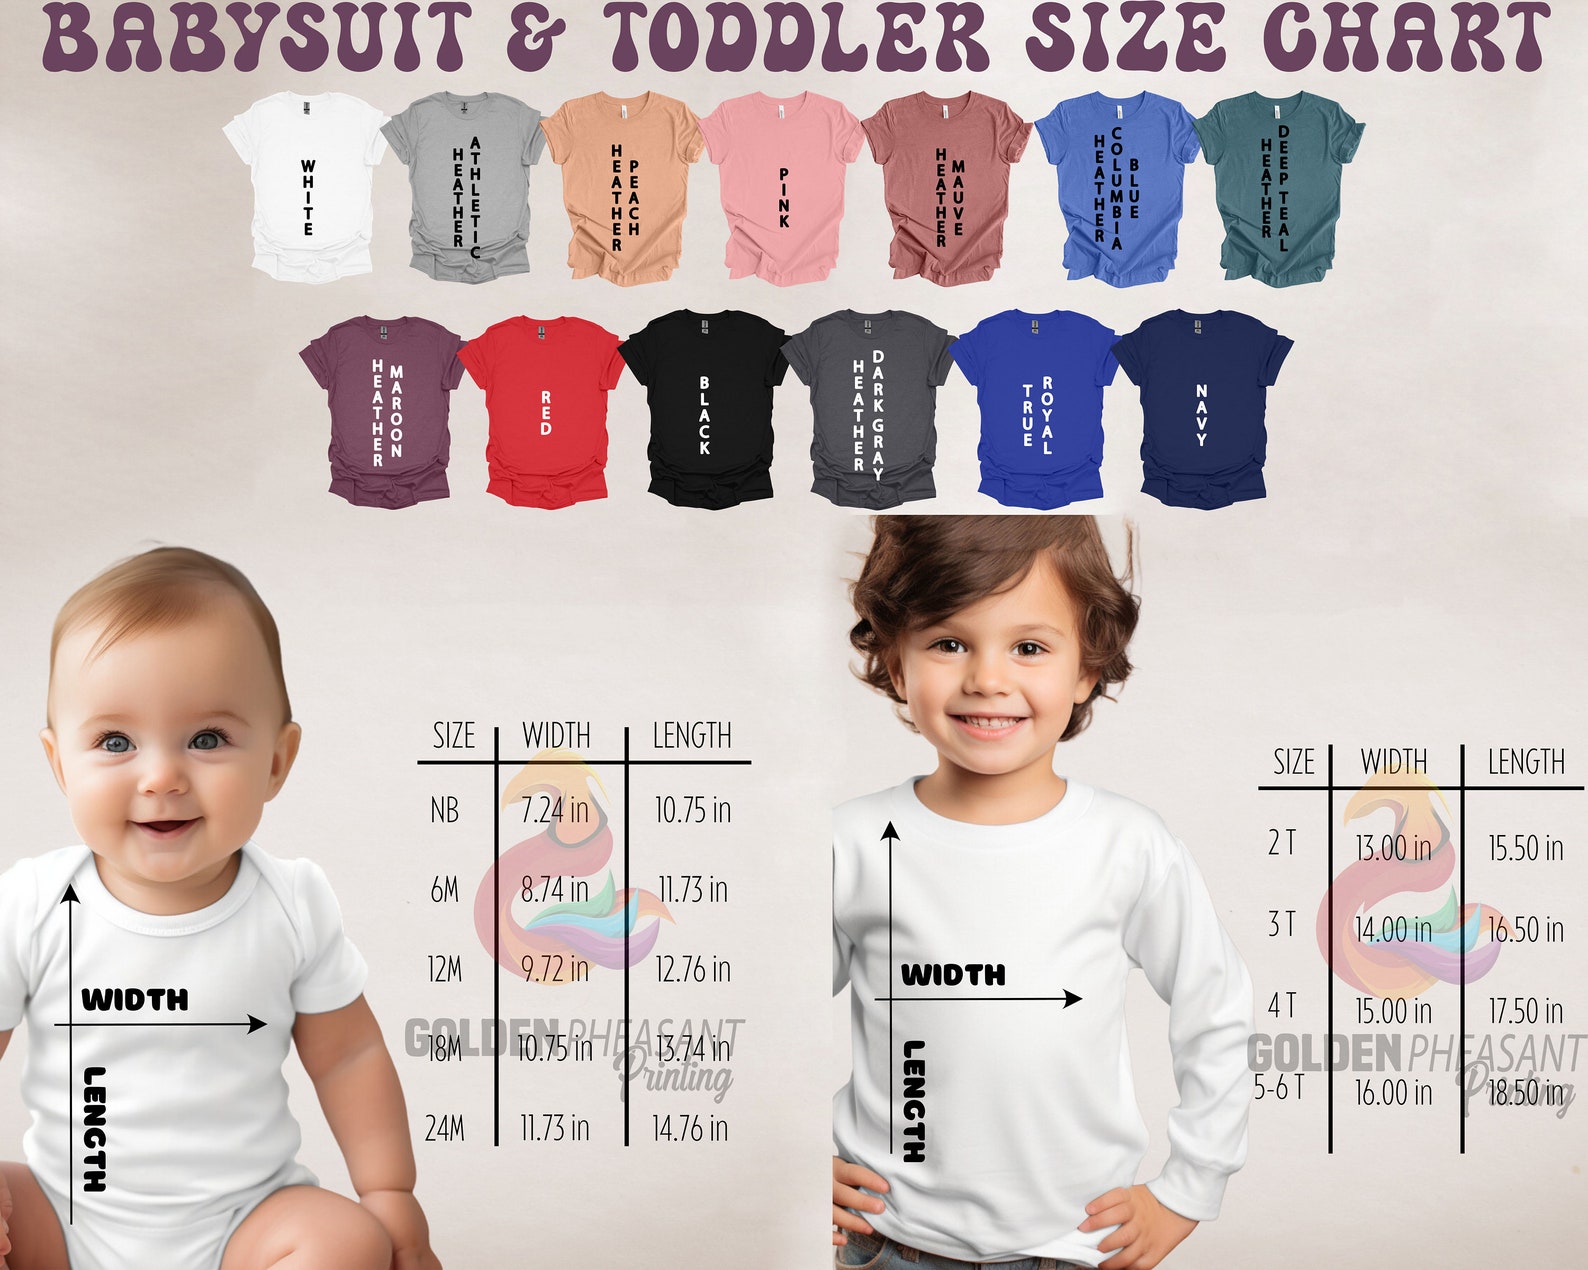 BABYSUIT & TODDLER SIZE CHART
WHITE
HEATHER ATHLETIC
HEATHER PEACH
PINK
HEATHER MAUVE
HEATHER COLUMBIA BLUE
HEATHER DEEP TEAL
HEATHER MAROON
RED
BLACK
HEATHER DARK GRAY
TRUE ROYAL
NAVY
SIZE WIDTH LENGTH
NB 7.24 in 10.75 in
6M 8.74 in 11.73 in
12M 9.72 in 12.76 in
18M 10.75 in 13.74 in
24M 11.73 in 14.76 in
GOLDEN PHEASANT
Printing
WIDTH
LENGTH
SIZE WIDTH LENGTH
2T 13.00 in 15.50 in
3T 14.00 in 16.50 in
4T 15.00 in 17.50 in
5-6T 16.00 in 18.50 in
GOLDEN PHEASANT
Printing
WIDTH
LENGTH